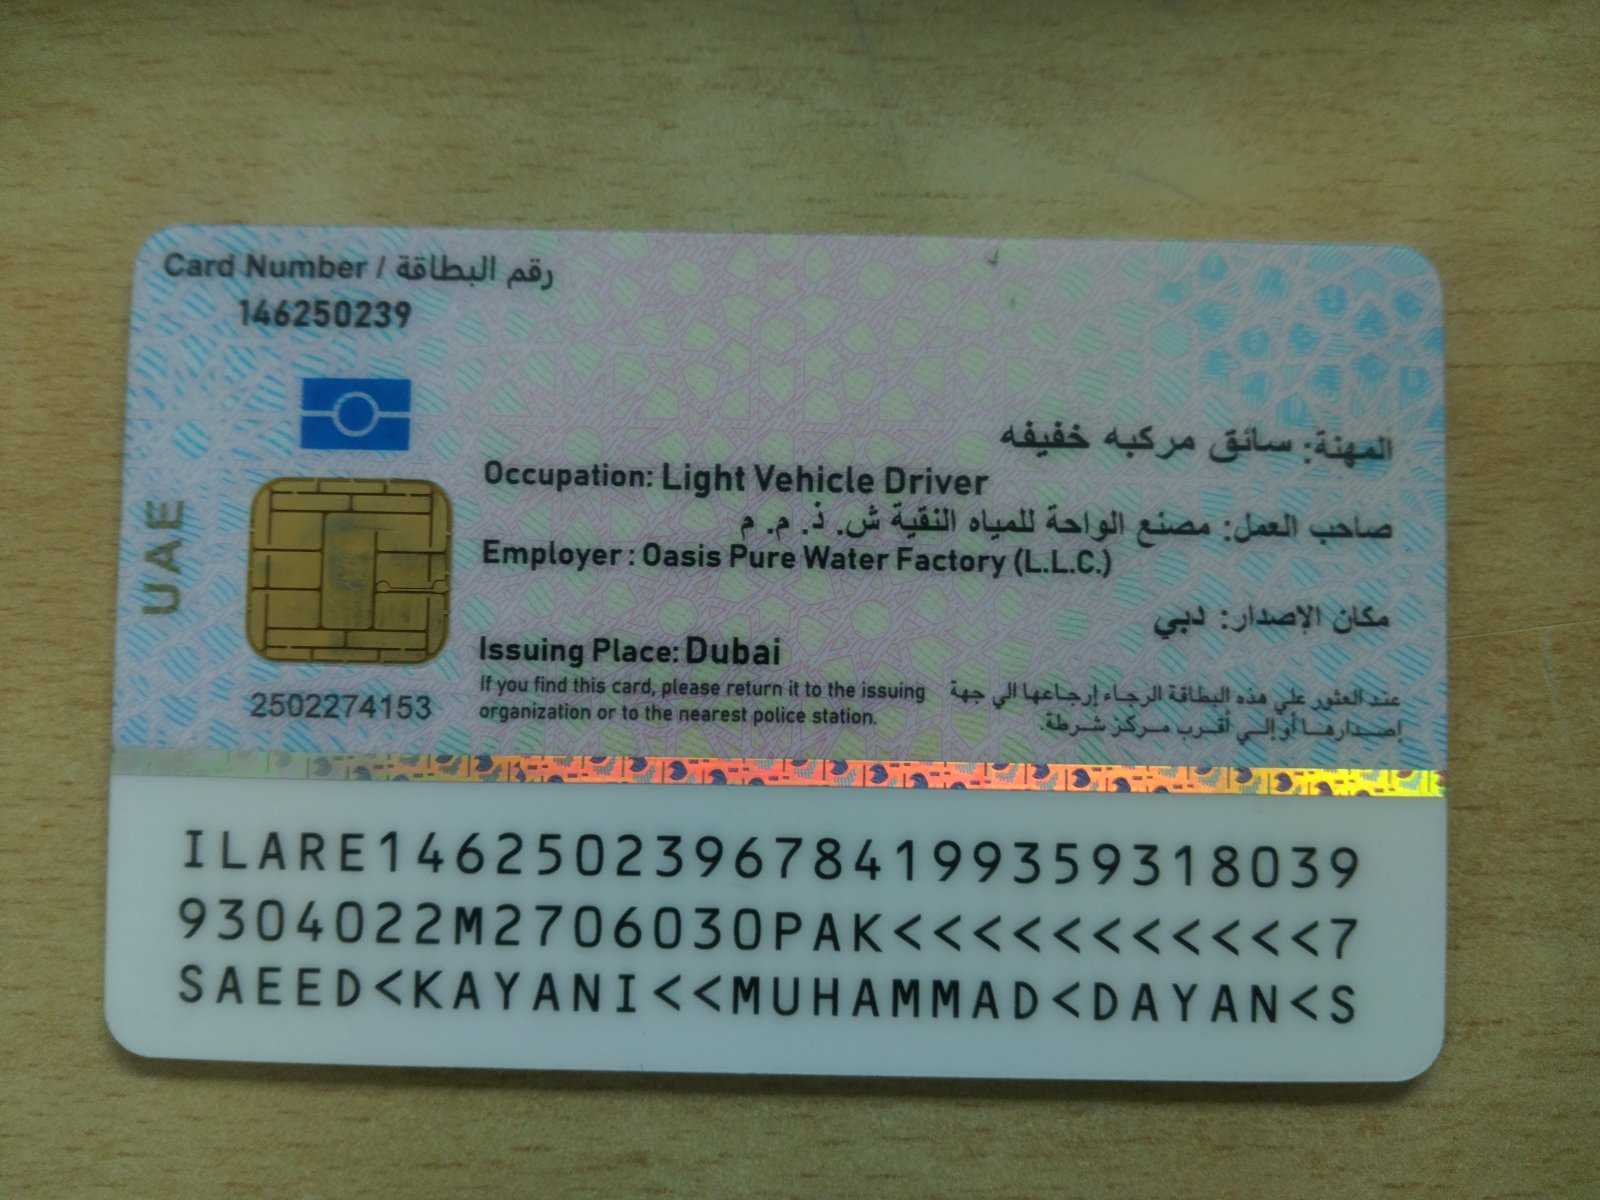 Card Number / رقم البطاقة
146250239
المهنة: سائق مركبه خفيفه
Occupation: Light Vehicle Driver
صاحب العمل: مصنع الواحة للمياه النقية ش. ذ. م. م
Employer : Oasis Pure Water Factory (L.L.C.)
UAE
مكان الإصدار: دبي
Issuing Place: Dubai
If you find this card, please return it to the issuing
organization or to the nearest police station.
عند العثور علي هذه البطاقة الرجاء إرجاعها الي جهة
إصدارها أو إلى أقرب مركز شرطة.
2502274153
ILARE1462502396784199359318039
9304022M2706030PAK<<<<<<<<<<<7
SAEED<KAYANI<<MUHAMMAD<DAYAN<S